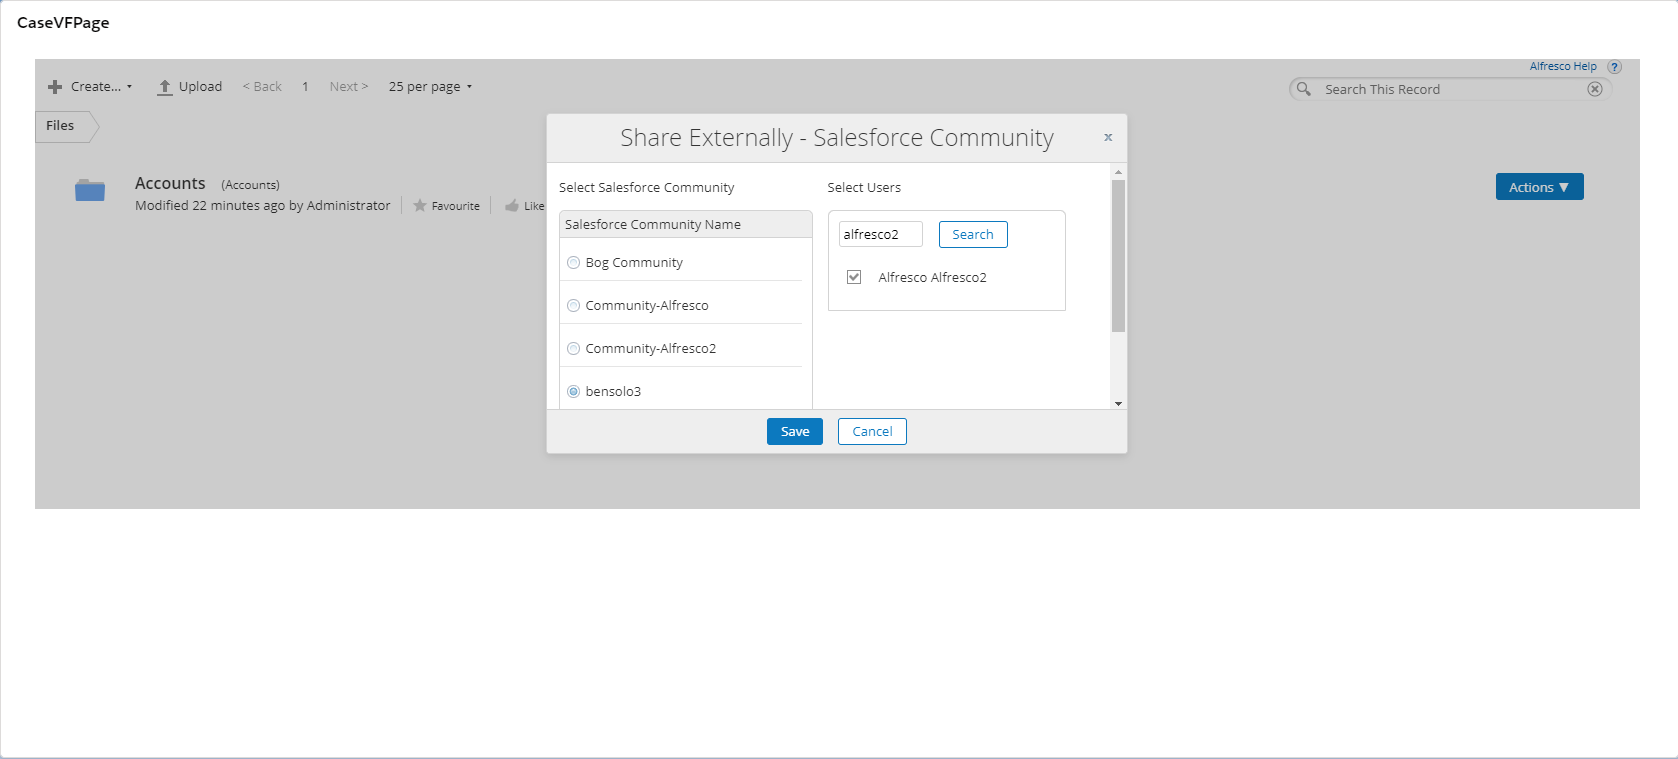 CaseVFPage
Alfresco Help ?
Create... Upload < Back 1 Next > 25 per page
Search This Record
Files
Share Externally - Salesforce Community x
Accounts (Accounts)
Modified 22 minutes ago by Administrator Favourite Like
Actions ▼
Select Salesforce Community
Salesforce Community Name
Bog Community
Community-Alfresco
Community-Alfresco2
bensolo3
Select Users
alfresco2 Search
Alfresco Alfresco2
Save Cancel